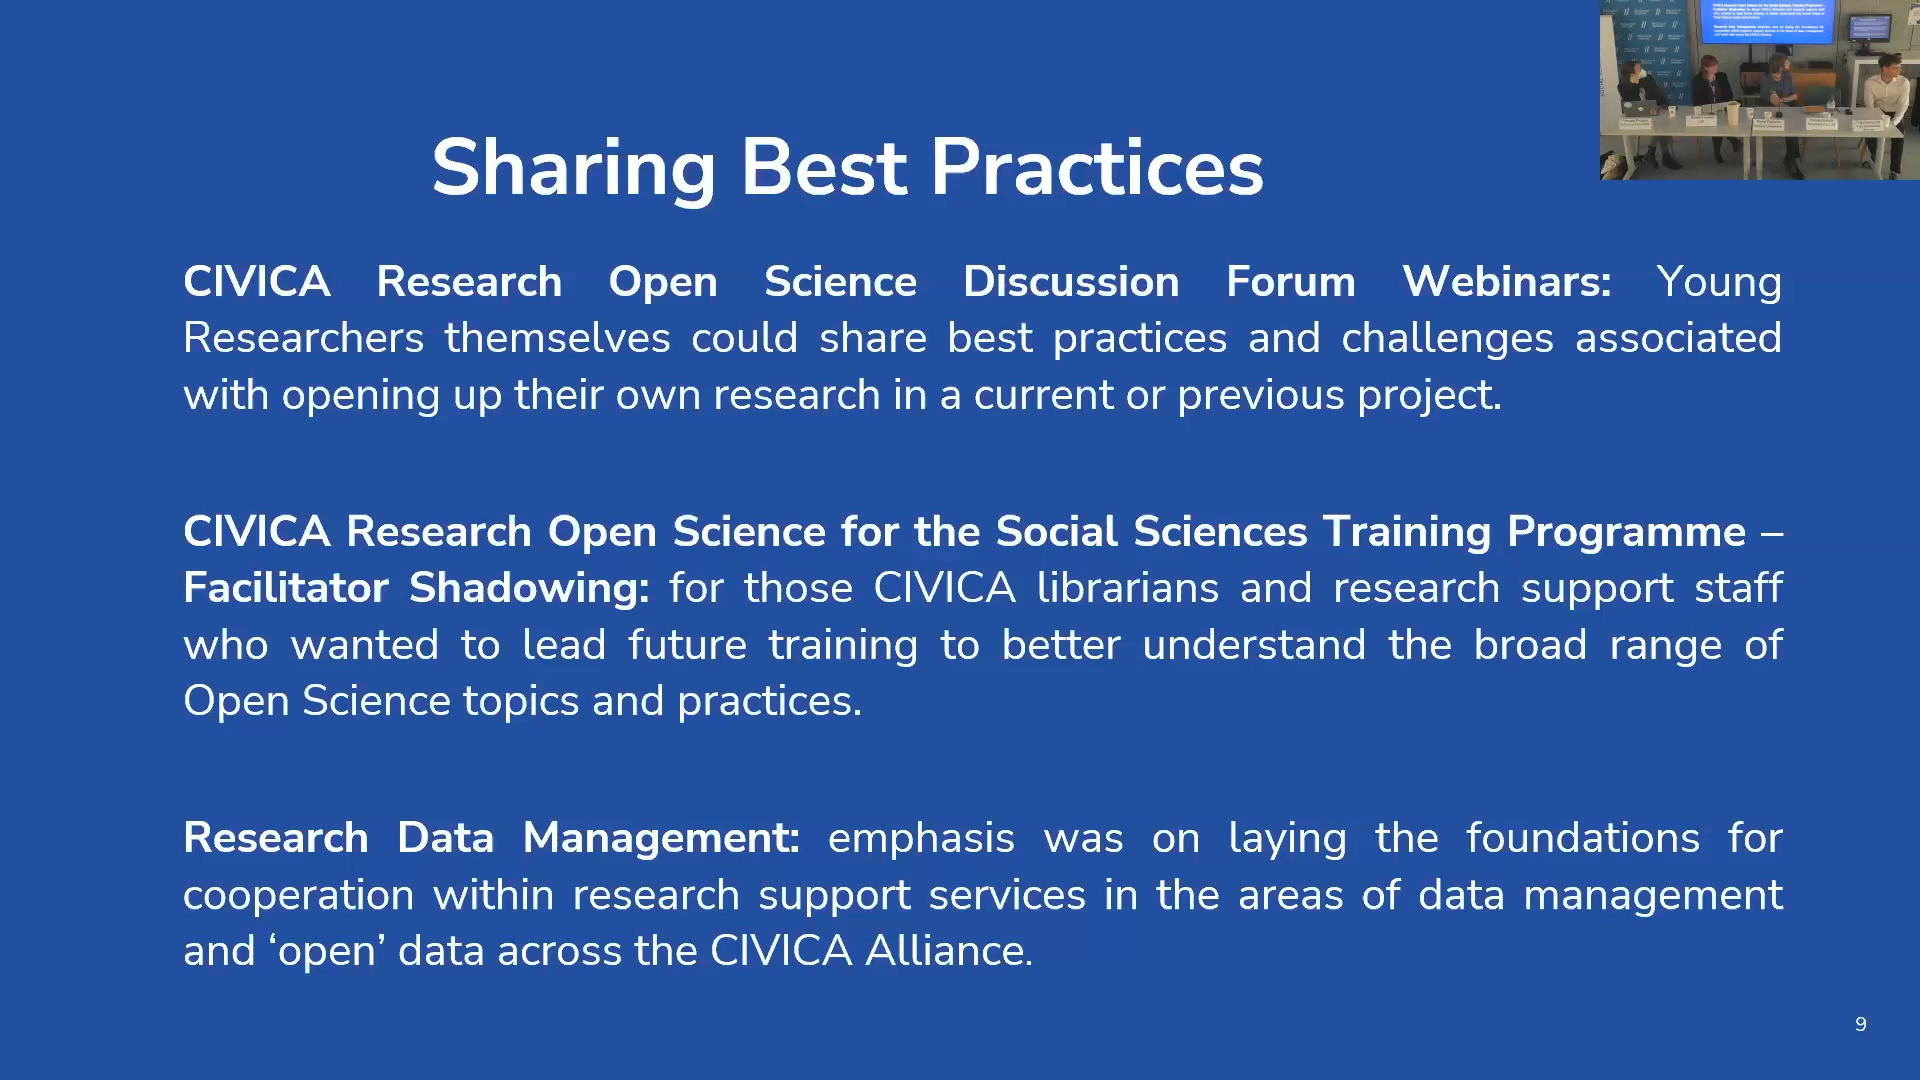 Sharing Best Practices
CIVICA Research Open Science Discussion Forum Webinars: Young
Researchers themselves could share best practices and challenges associated
with opening up their own research in a current or previous project.
CIVICA Research Open Science for the Social Sciences Training Programme –
Facilitator Shadowing: for those CIVICA librarians and research support staff
who wanted to lead future training to better understand the broad range of
Open Science topics and practices.
Research Data Management: emphasis was on laying the foundations for
cooperation within research support services in the areas of data management
and ‘open’ data across the CIVICA Alliance.
9